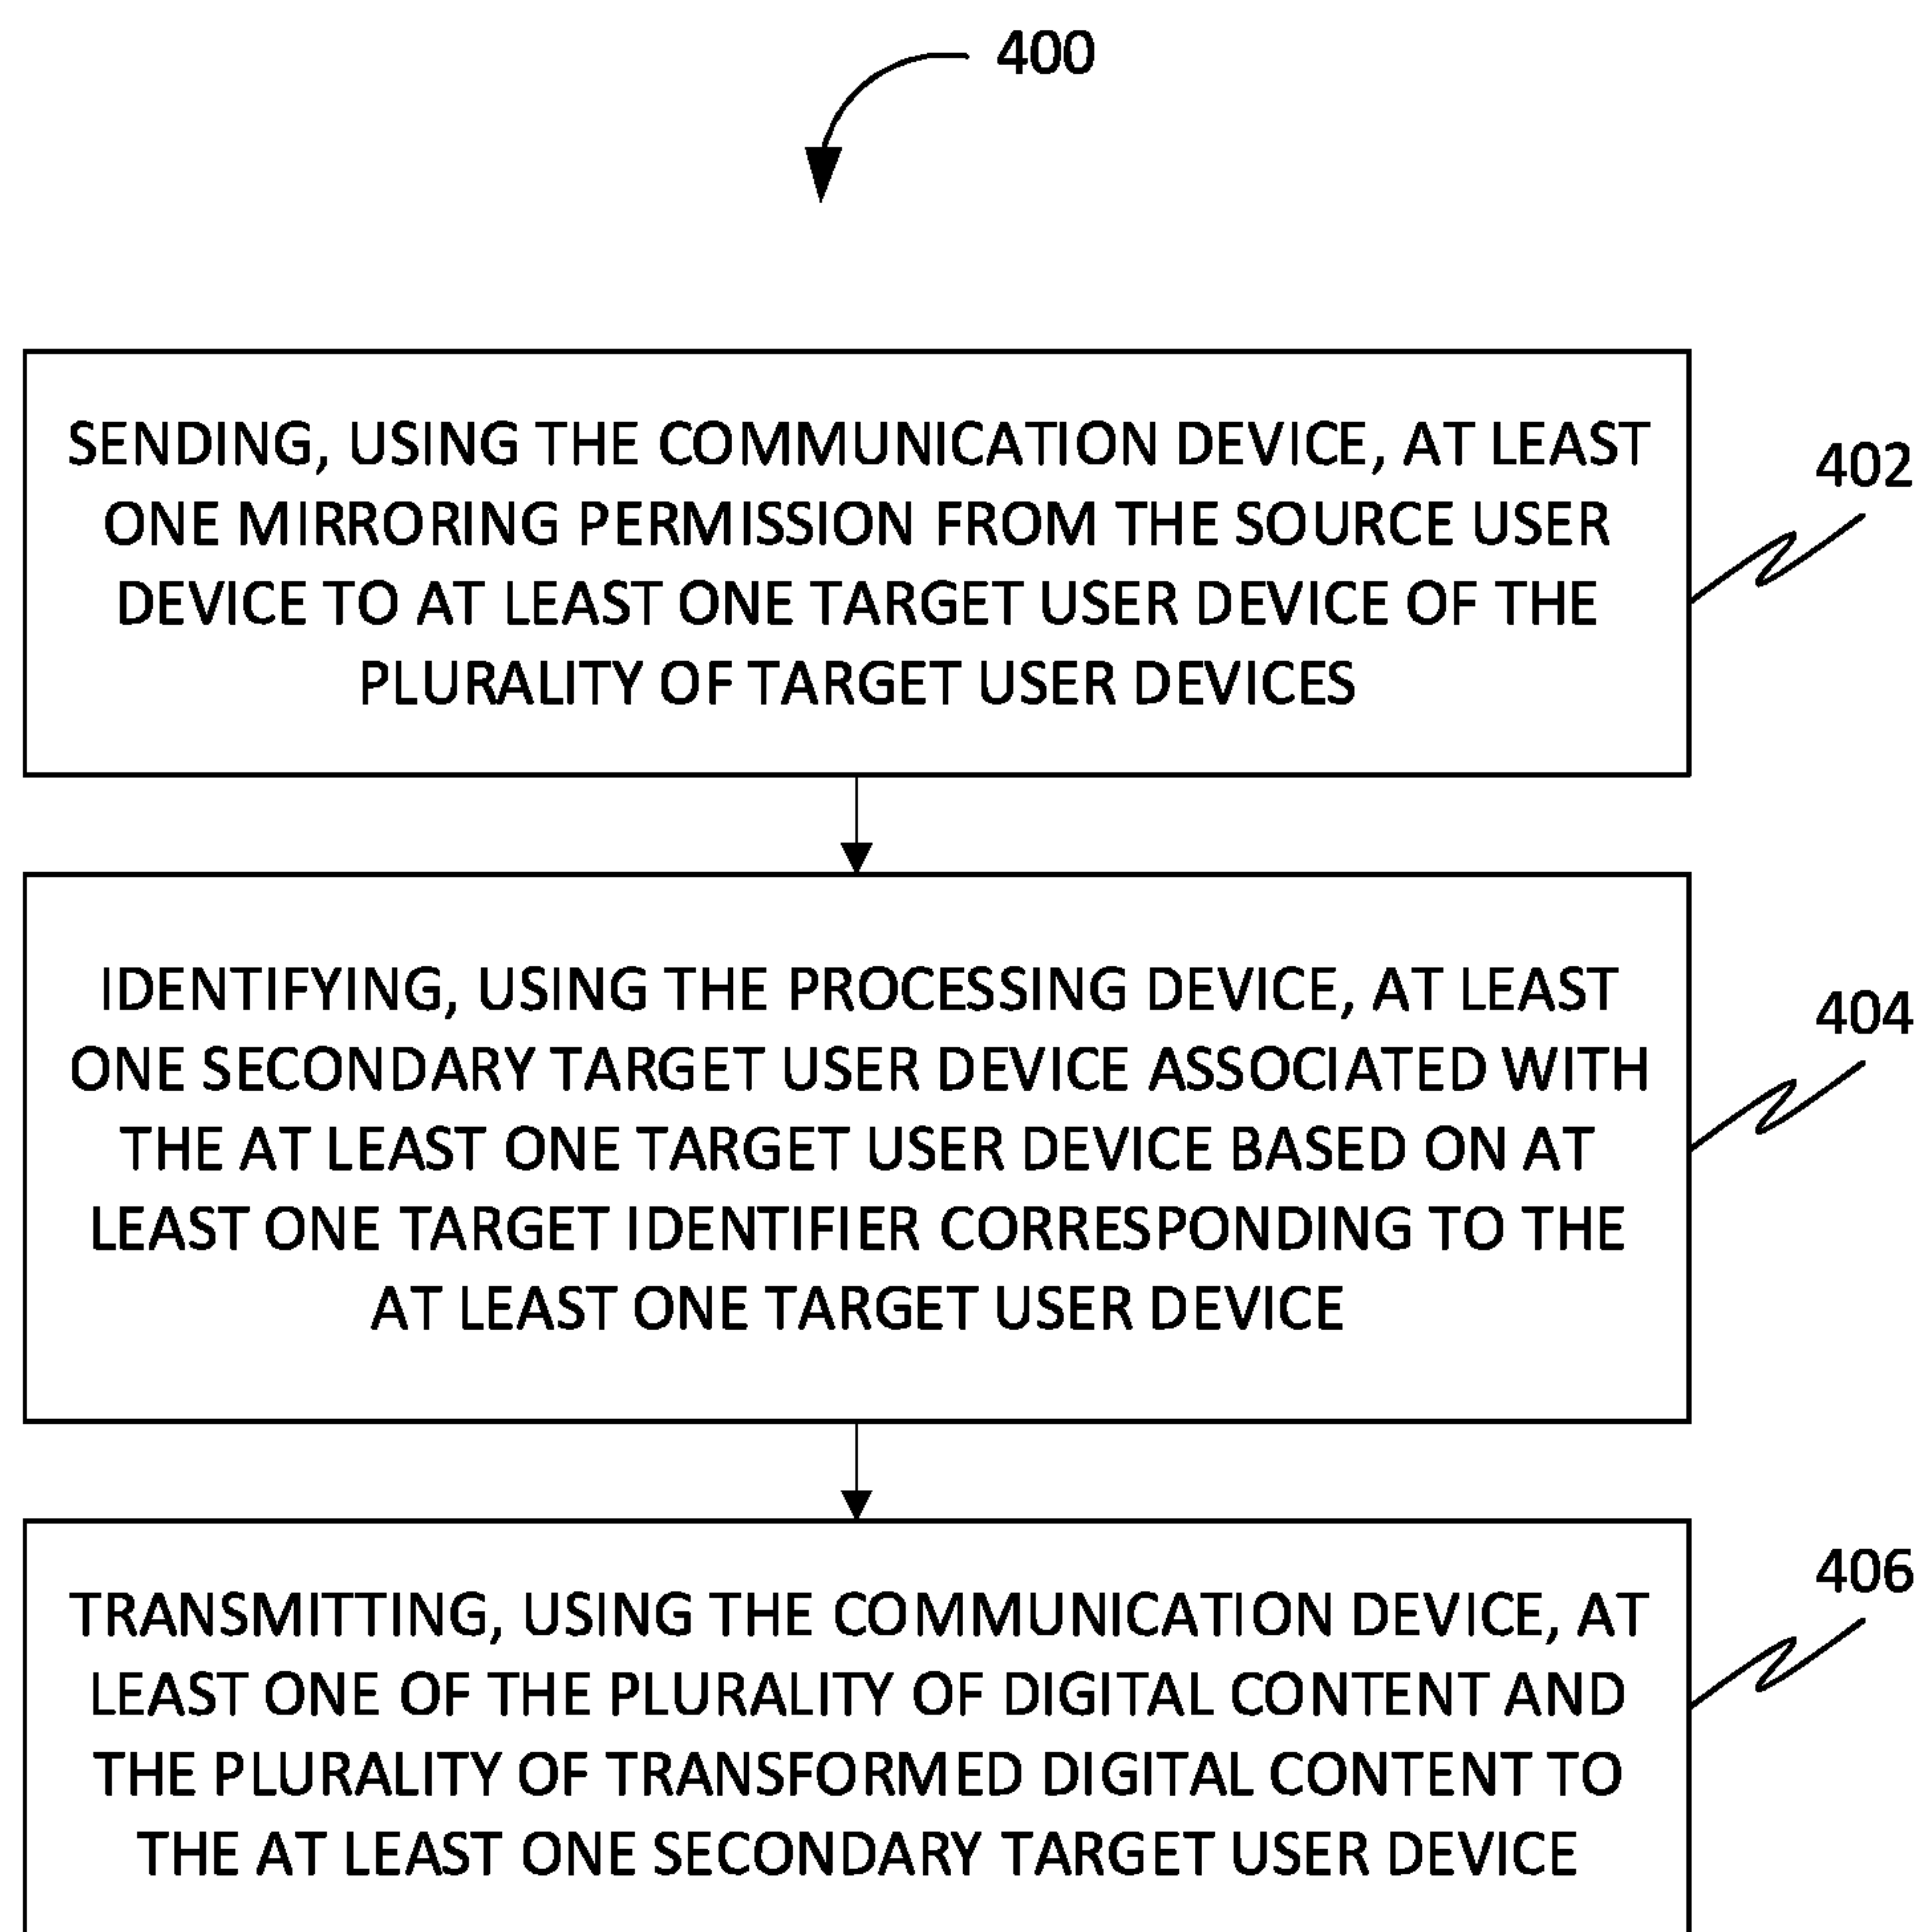 400
SENDING, USING THE COMMUNICATION DEVICE, AT LEAST
ONE MIRRORING PERMISSION FROM THE SOURCE USER
DEVICE TO AT LEAST ONE TARGET USER DEVICE OF THE
PLURALITY OF TARGET USER DEVICES
402
IDENTIFYING, USING THE PROCESSING DEVICE, AT LEAST
ONE SECONDARY TARGET USER DEVICE ASSOCIATED WITH
THE AT LEAST ONE TARGET USER DEVICE BASED ON AT
LEAST ONE TARGET IDENTIFIER CORRESPONDING TO THE
AT LEAST ONE TARGET USER DEVICE
404
TRANSMITTING, USING THE COMMUNICATION DEVICE, AT
LEAST ONE OF THE PLURALITY OF DIGITAL CONTENT AND
THE PLURALITY OF TRANSFORMED DIGITAL CONTENT TO
THE AT LEAST ONE SECONDARY TARGET USER DEVICE
406